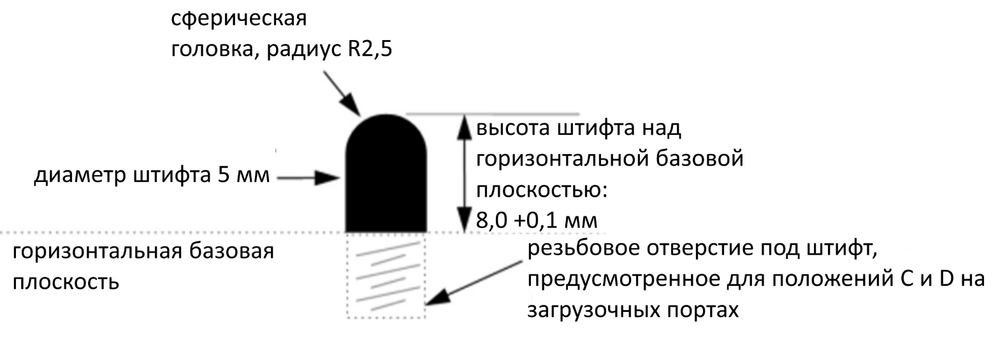 сферическая
головка, радиус R2,5
высота штифта над
горизонтальной базовой
плоскостью:
8,0 +0,1 мм
диаметр штифта 5 мм
горизонтальная базовая
плоскость
резьбовое отверстие под штифт,
предусмотренное для положений C и D на
загрузочных портах